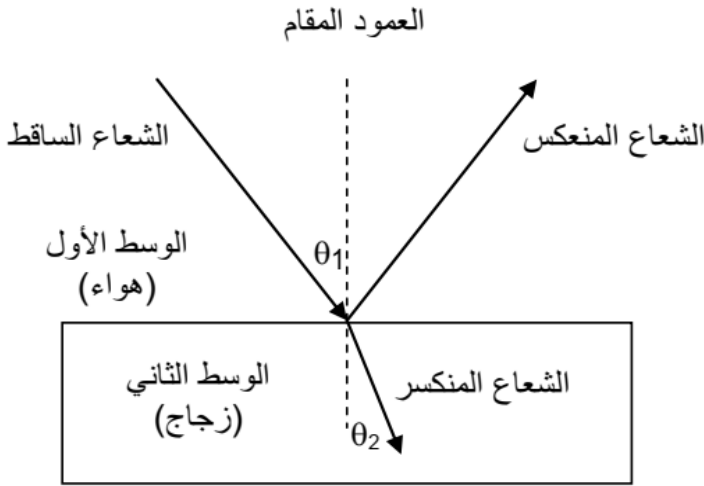 العمود المقام
الشعاع الساقط
الشعاع المنعكس
الوسط الأول
(هواء)
θ1
الوسط الثاني
(زجاج)
الشعاع المنكسر
θ2